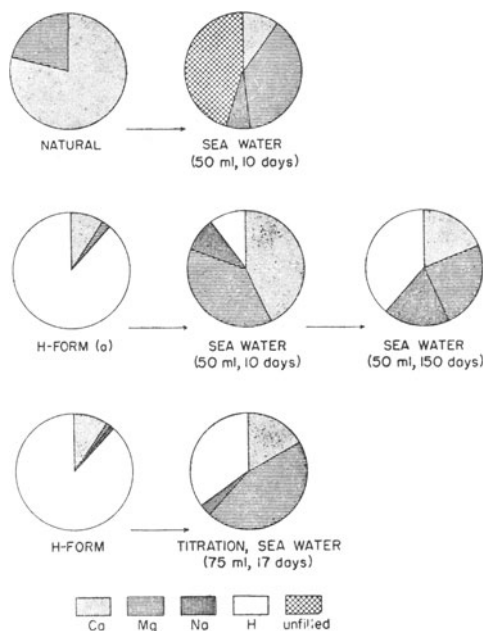 NATURAL
SEA WATER
(50 ml, 10 days)
H-FORM (a)
SEA WATER
(50 ml, 10 days)
SEA WATER
(50 ml, 150 days)
H-FORM
TITRATION, SEA WATER
(75 ml, 17 days)
Ca Mg Na H unfilled